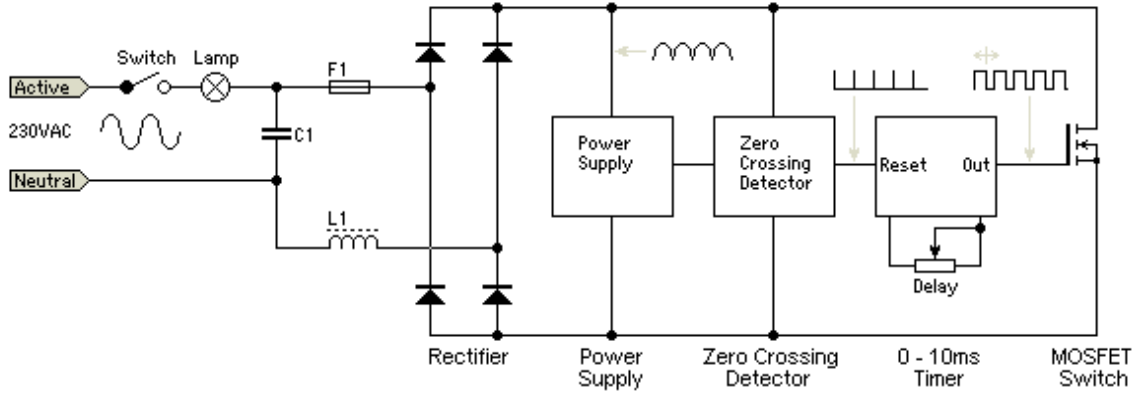 Switch Lamp
F1
Active
230VAC
C1
Neutral
L1
Power
Supply
Zero
Crossing
Detector
Reset Out
Delay
Rectifier
Power
Supply
Zero Crossing
Detector
0 - 10ms
Timer
MOSFET
Switch